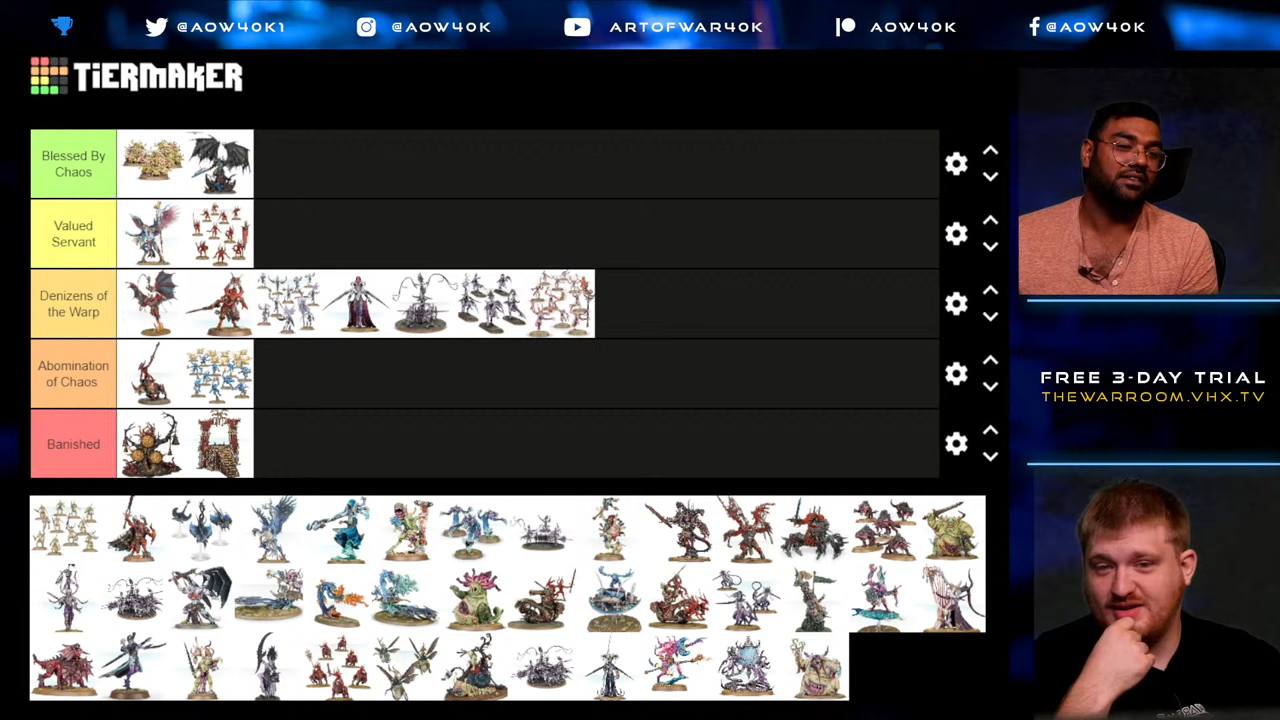 @AOW40K1
@AOW40K
ARTOFWAR40K
AOW40K
@AOW40K
TiERMAKER
Blessed By
Chaos
Valued
Servant
Denizens of
the Warp
Abomination
of Chaos
Banished
FREE 3-DAY TRIAL
THEWARROOM.VHX.TV